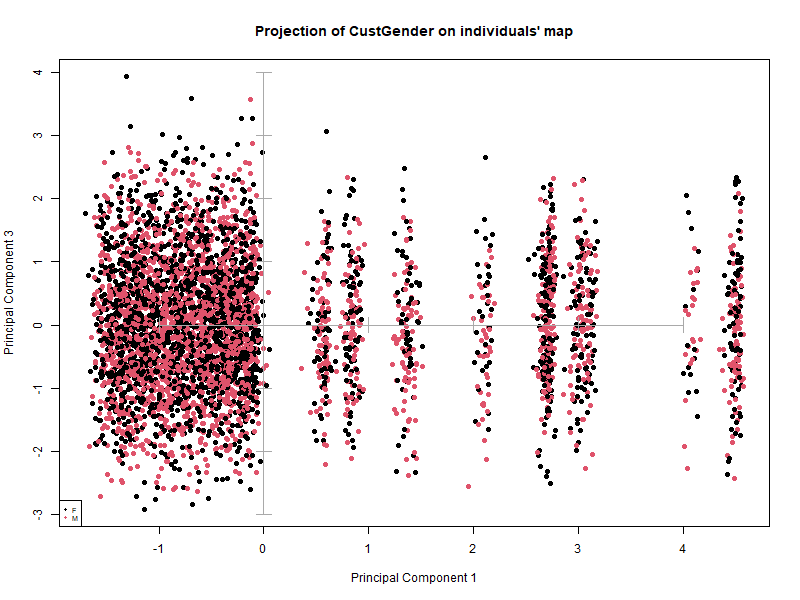 Projection of CustGender on individuals' map
4
3
2
1
0
-1
-2
-3
Principal Component 3
F
M
-1 0 1 2 3 4
Principal Component 1